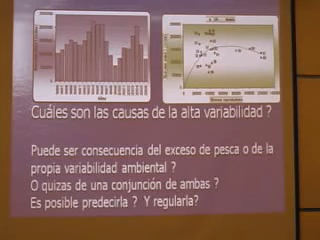 Cuáles son las causas de la alta variabilidad ?
Puede ser consecuencia del exceso de pesca o de la
propia variabilidad ambiental ?
O quizas de una conjunción de ambas ?
Es posible predecirla ? Y regularla?